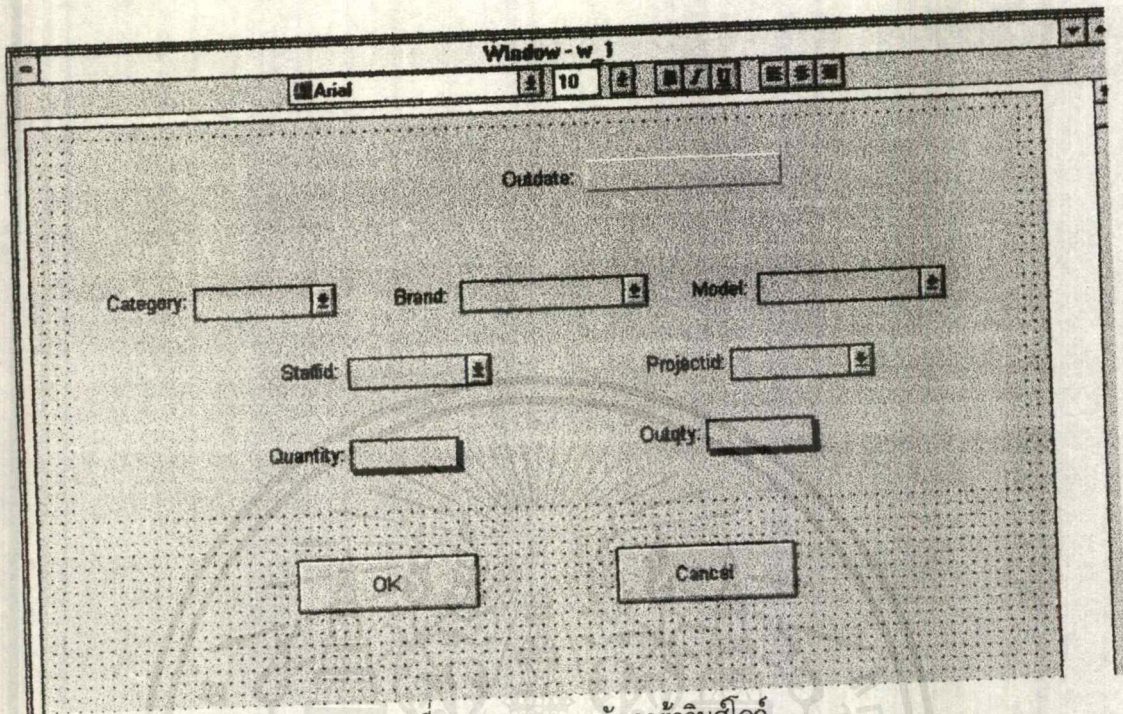 Window - w_1
Arial 10 B I U
Outdate:
Category: Brand: Model:
Staffid: Projectid:
Quantity: Outqty:
OK Cancel